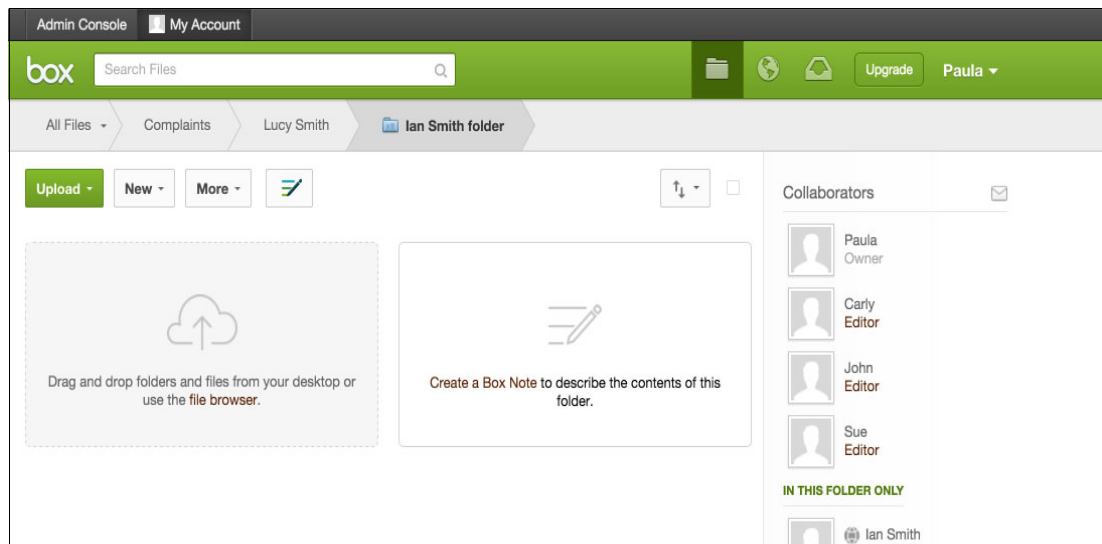 Admin Console My Account
box Search Files Upgrade Paula
All Files Complaints Lucy Smith Ian Smith folder
Upload New More
Collaborators
Paula
Owner
Carly
Editor
John
Editor
Sue
Editor
IN THIS FOLDER ONLY
Ian Smith
Drag and drop folders and files from your desktop or
use the file browser.
Create a Box Note to describe the contents of this
folder.